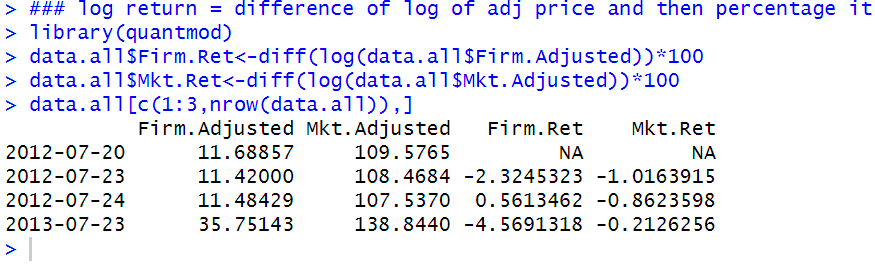 > ### log return = difference of log of adj price and then percentage it
> library(quantmod)
> data.all$Firm.Ret<-diff(log(data.all$Firm.Adjusted))*100
> data.all$Mkt.Ret<-diff(log(data.all$Mkt.Adjusted))*100
> data.all[c(1:3,nrow(data.all)),]
           Firm.Adjusted Mkt.Adjusted   Firm.Ret    Mkt.Ret
2012-07-20      11.68857     109.5765         NA         NA
2012-07-23      11.42000     108.4684 -2.3245323 -1.0163915
2012-07-24      11.48429     107.5370  0.5613462 -0.8623598
2013-07-23      35.75143     138.8440 -4.5691318 -0.2126256
>